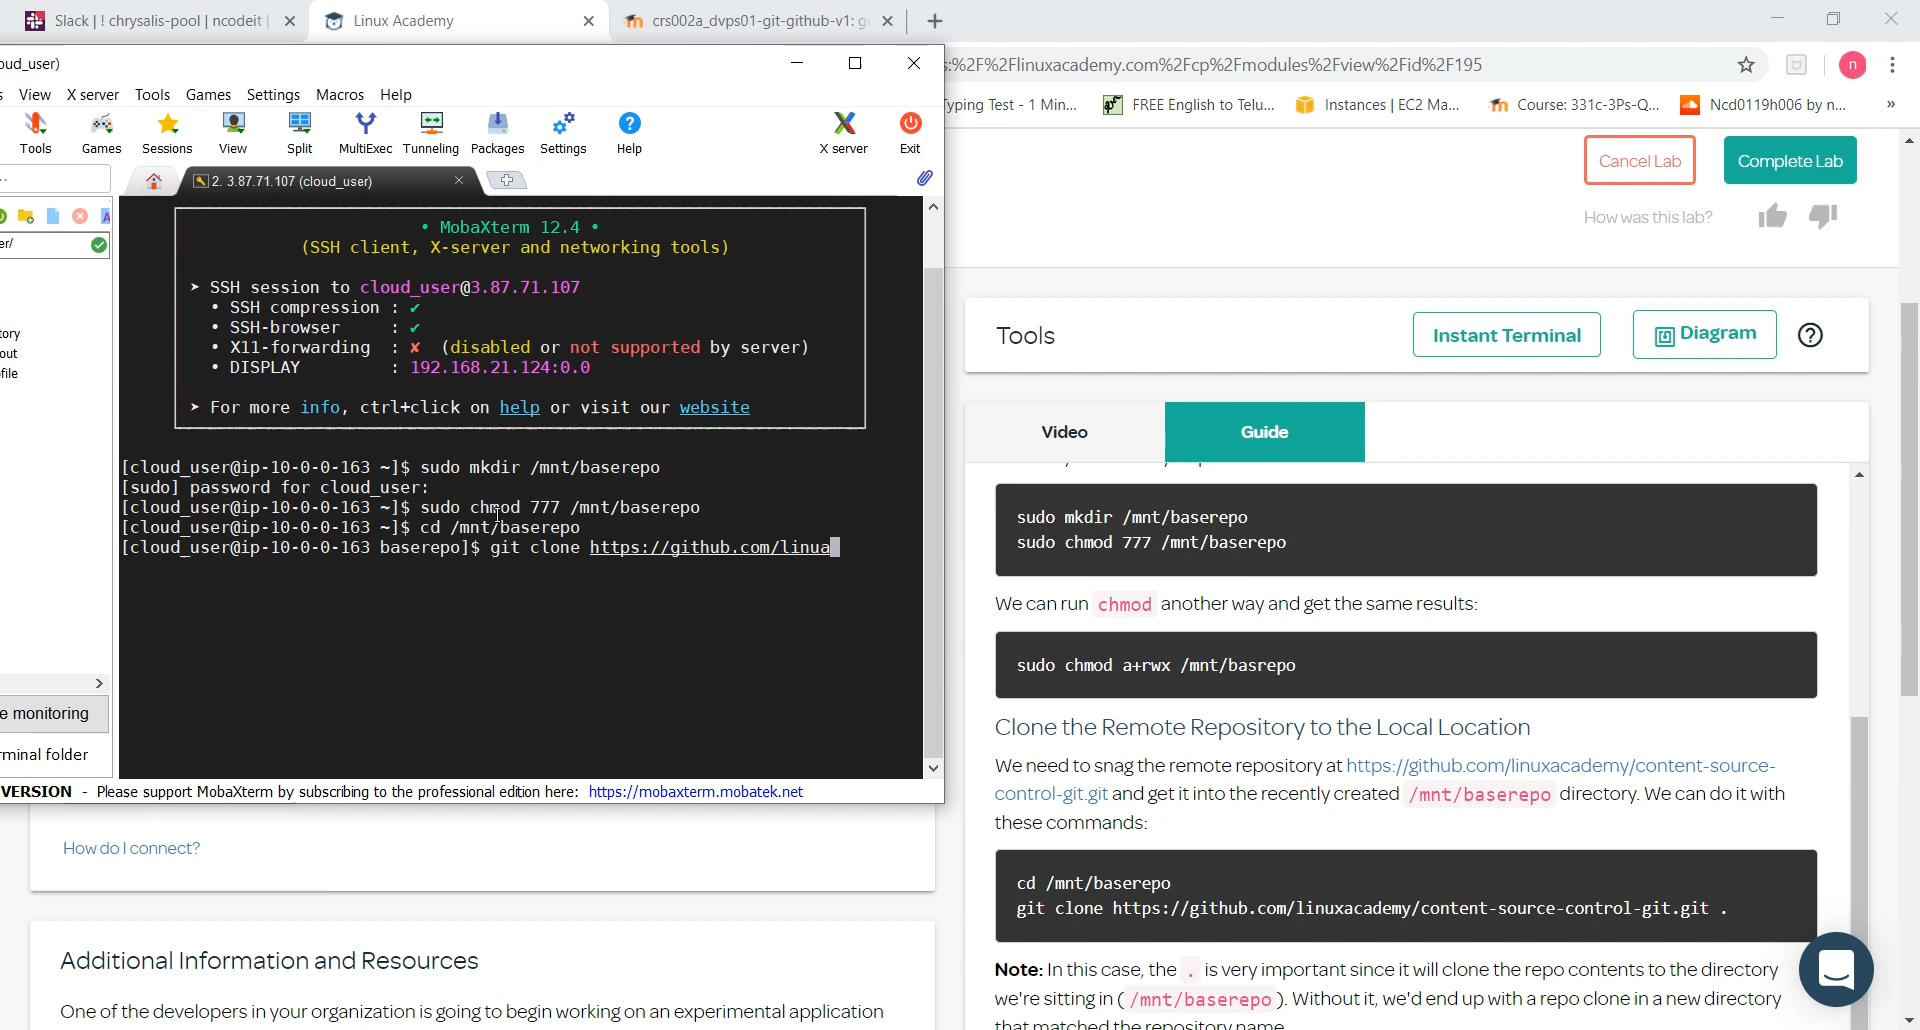 Slack | ! chrysalis-pool | ncodeit
Linux Academy
crs002a_dvps01-git-github-v1: g
oud_user)
:%2F%2Flinuxacademy.com%2Fcp%2Fmodules%2Fview%2Fid%2F195
n
View X server Tools Games Settings Macros Help
yping Test - 1 Min... FREE English to Telu... Instances | EC2 Ma... Course: 331c-3Ps-Q... Ncd0119h006 by n... »
Tools Games Sessions View Split MultiExec Tunneling Packages Settings Help X server Exit
Cancel Lab
Complete Lab
How was this lab?
2. 3.87.71.107 (cloud_user)
er/
ory
out
file
e monitoring
rminal folder
• MobaXterm 12.4 •
(SSH client, X-server and networking tools)
➤ SSH session to cloud_user@3.87.71.107
• SSH compression : ✔
• SSH-browser : ✔
• X11-forwarding : ✘ (disabled or not supported by server)
• DISPLAY : 192.168.21.124:0.0
➤ For more info, ctrl+click on help or visit our website
[cloud_user@ip-10-0-0-163 ~]$ sudo mkdir /mnt/baserepo
[sudo] password for cloud_user:
[cloud_user@ip-10-0-0-163 ~]$ sudo chmod 777 /mnt/baserepo
[cloud_user@ip-10-0-0-163 ~]$ cd /mnt/baserepo
[cloud_user@ip-10-0-0-163 baserepo]$ git clone https://github.com/linua
VERSION - Please support MobaXterm by subscribing to the professional edition here: https://mobaxterm.mobatek.net
How do I connect?
Additional Information and Resources
One of the developers in your organization is going to begin working on an experimental application
Tools
Instant Terminal
Diagram
?
Video
Guide
sudo mkdir /mnt/baserepo
sudo chmod 777 /mnt/baserepo
We can run chmod another way and get the same results:
sudo chmod a+rwx /mnt/basrepo
Clone the Remote Repository to the Local Location
We need to snag the remote repository at https://github.com/linuxacademy/content-source-
control-git.git and get it into the recently created /mnt/baserepo directory. We can do it with
these commands:
cd /mnt/baserepo
git clone https://github.com/linuxacademy/content-source-control-git.git .
Note: In this case, the . is very important since it will clone the repo contents to the directory
we're sitting in ( /mnt/baserepo ). Without it, we'd end up with a repo clone in a new directory
that matched the repository name